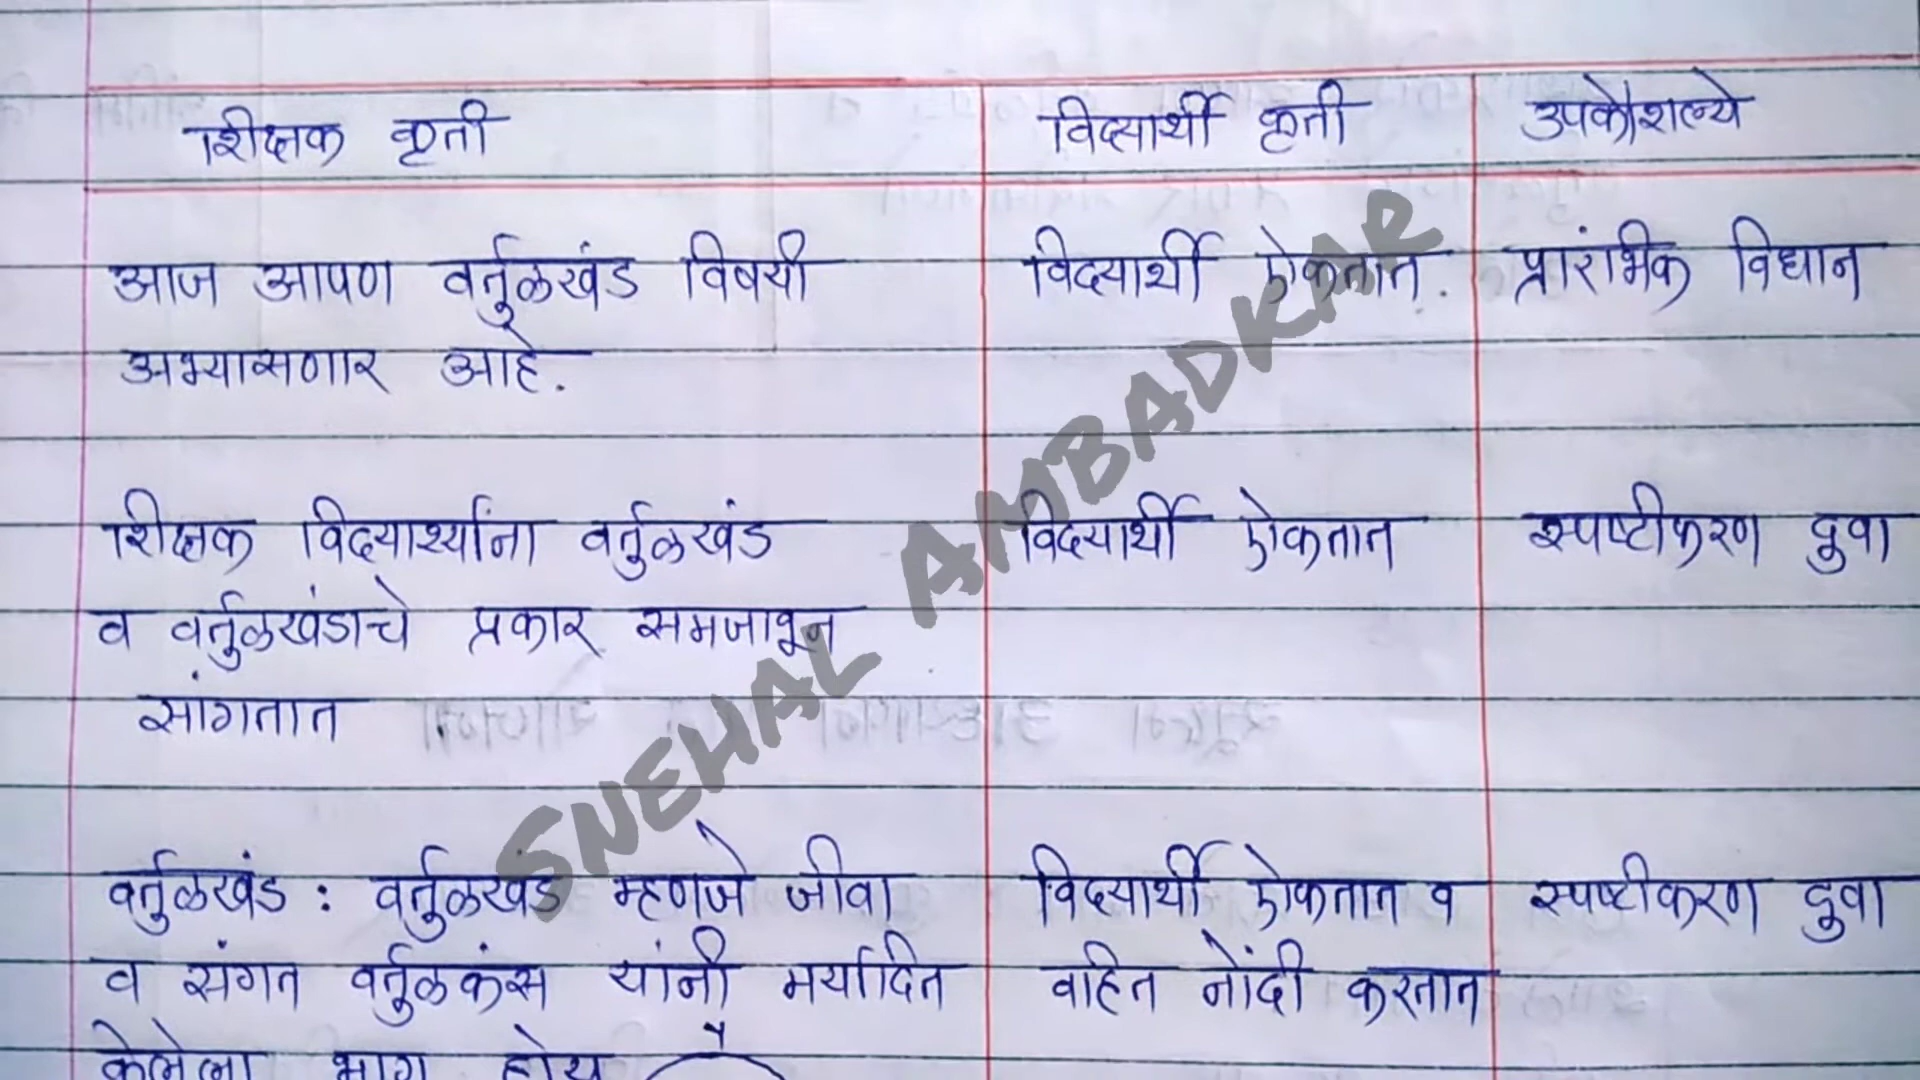 शिक्षक कृती विद्यार्थी कृती उपकौशल्ये
आज आपण वर्तुळखंड विषयी विद्यार्थी ऐकतात. प्रारंभिक विधान
अभ्यासणार आहे.
शिक्षक विद्यार्थ्यांना वर्तुळखंड विद्यार्थी ऐकतात स्पष्टीकरण दुवा
व वर्तुळखंडाचे प्रकार समजावून
सांगतात
वर्तुळखंड : वर्तुळखंड म्हणजे जीवा विद्यार्थी ऐकतात व स्पष्टीकरण दुवा
व संगत वर्तुळकंस यांनी मर्यादित वहित नोंदी करतात
केलेला भाग होय
Y
SNEHAL AMBADKAR